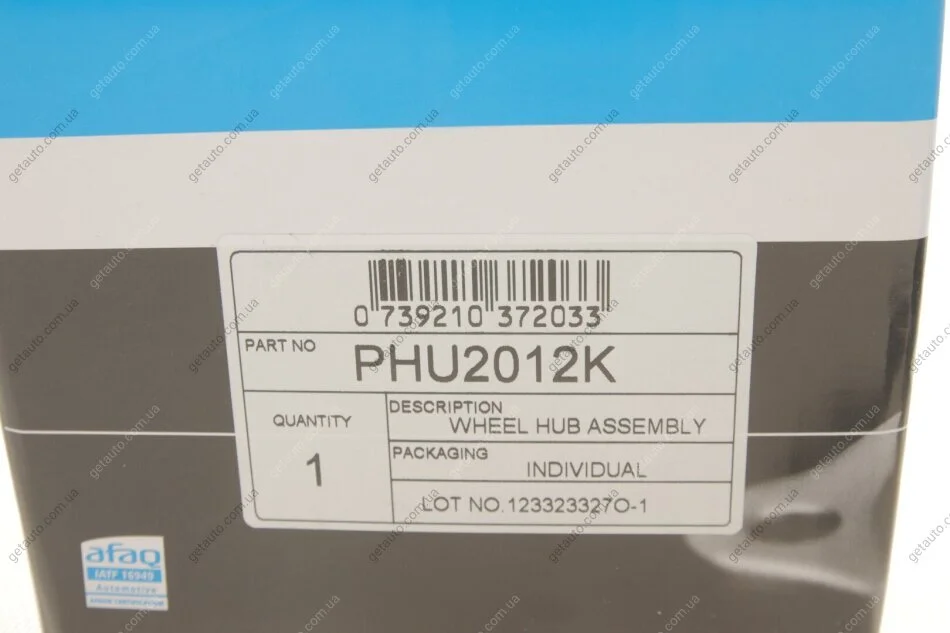 0 739210 372033
PART NO
PHU2012K
QUANTITY
1
DESCRIPTION
WHEEL HUB ASSEMBLY
PACKAGING
INDIVIDUAL
LOT NO.123323327O-1
afaq
IATF 16949
Automotive
getauto.com.ua